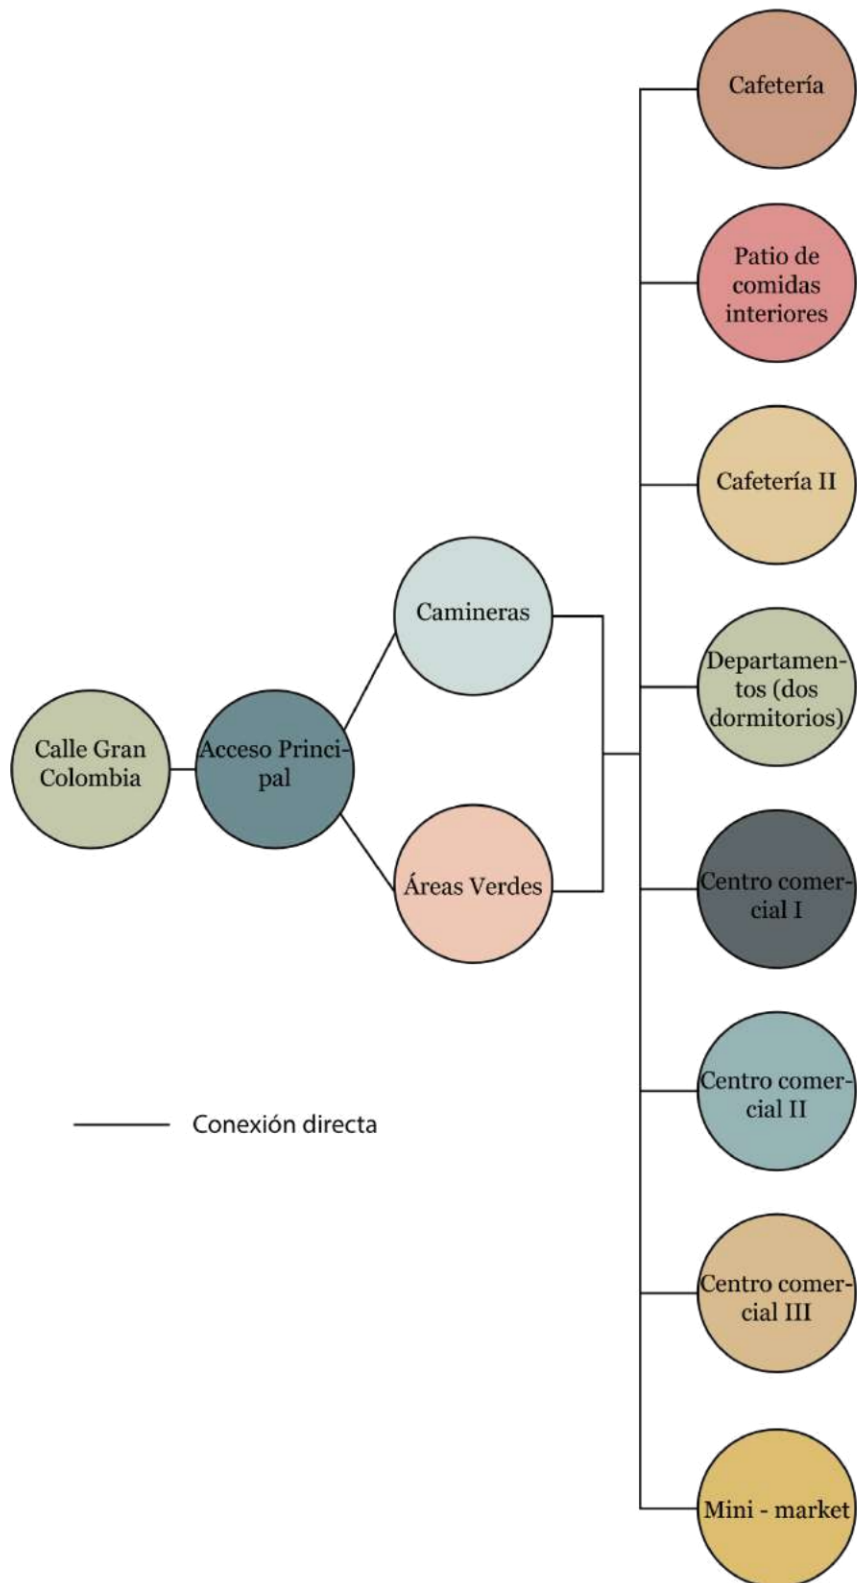 Cafetería
Patio de
comidas
interiores
Cafetería II
Camineras
Departamen-
tos (dos
dormitorios)
Calle Gran
Colombia
Acceso Princi-
pal
Áreas Verdes
Centro comer-
cial I
Centro comer-
cial II
Conexión directa
Centro comer-
cial III
Mini - market